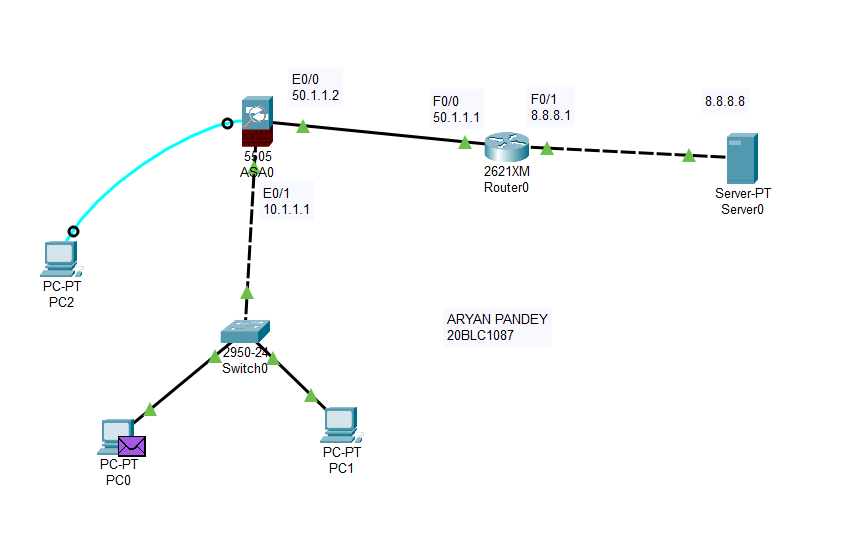 E0/0
50.1.1.2
F0/0
50.1.1.1
F0/1
8.8.8.1
8.8.8.8
5505
ASA0
2621XM
Router0
Server-PT
Server0
E0/1
10.1.1.1
PC-PT
PC2
ARYAN PANDEY
20BLC1087
2950-24
Switch0
PC-PT
PC0
PC-PT
PC1